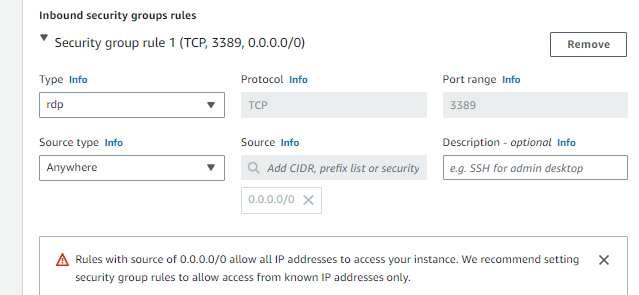 Inbound security groups rules
Security group rule 1 (TCP, 3389, 0.0.0.0/0)
Remove
Type Info
Protocol Info
Port range Info
rdp
TCP
3389
Source type Info
Source Info
Description - optional Info
Anywhere
Add CIDR, prefix list or security
e.g. SSH for admin desktop
0.0.0.0/0
Rules with source of 0.0.0.0/0 allow all IP addresses to access your instance. We recommend setting
security group rules to allow access from known IP addresses only.